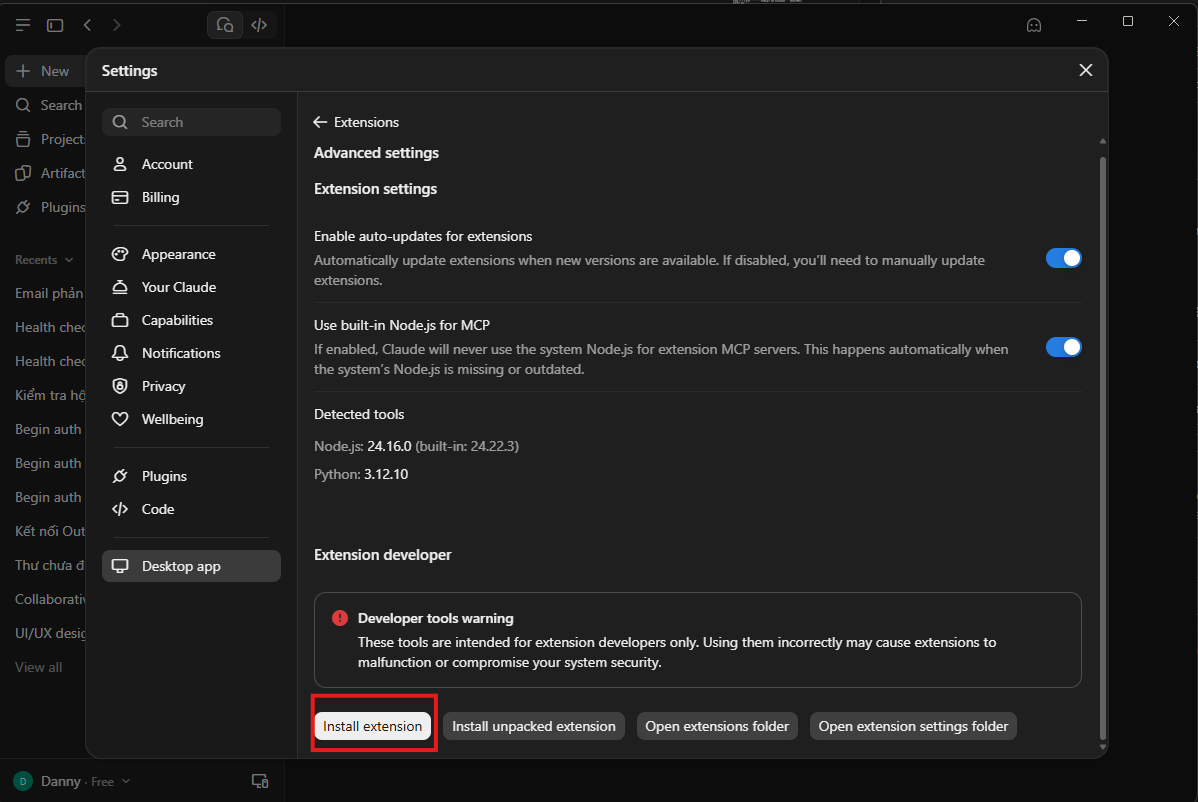 Settings
New
Search
Project
Artifact
Plugins
Recents
Email phản
Health chec
Health chec
Kiểm tra hộ
Begin auth
Begin auth
Begin auth
Kết nối Out
Thư chưa đ
Collaborativ
UI/UX desig
View all
D Danny · Free
Search
Account
Billing
Appearance
Your Claude
Capabilities
Notifications
Privacy
Wellbeing
Plugins
Code
Desktop app
Extensions
Advanced settings
Extension settings
Enable auto-updates for extensions
Automatically update extensions when new versions are available. If disabled, you’ll need to manually update
extensions.
Use built-in Node.js for MCP
If enabled, Claude will never use the system Node.js for extension MCP servers. This happens automatically when
the system’s Node.js is missing or outdated.
Detected tools
Node.js: 24.16.0 (built-in: 24.22.3)
Python: 3.12.10
Extension developer
Developer tools warning
These tools are intended for extension developers only. Using them incorrectly may cause extensions to
malfunction or compromise your system security.
Install extension Install unpacked extension Open extensions folder Open extension settings folder